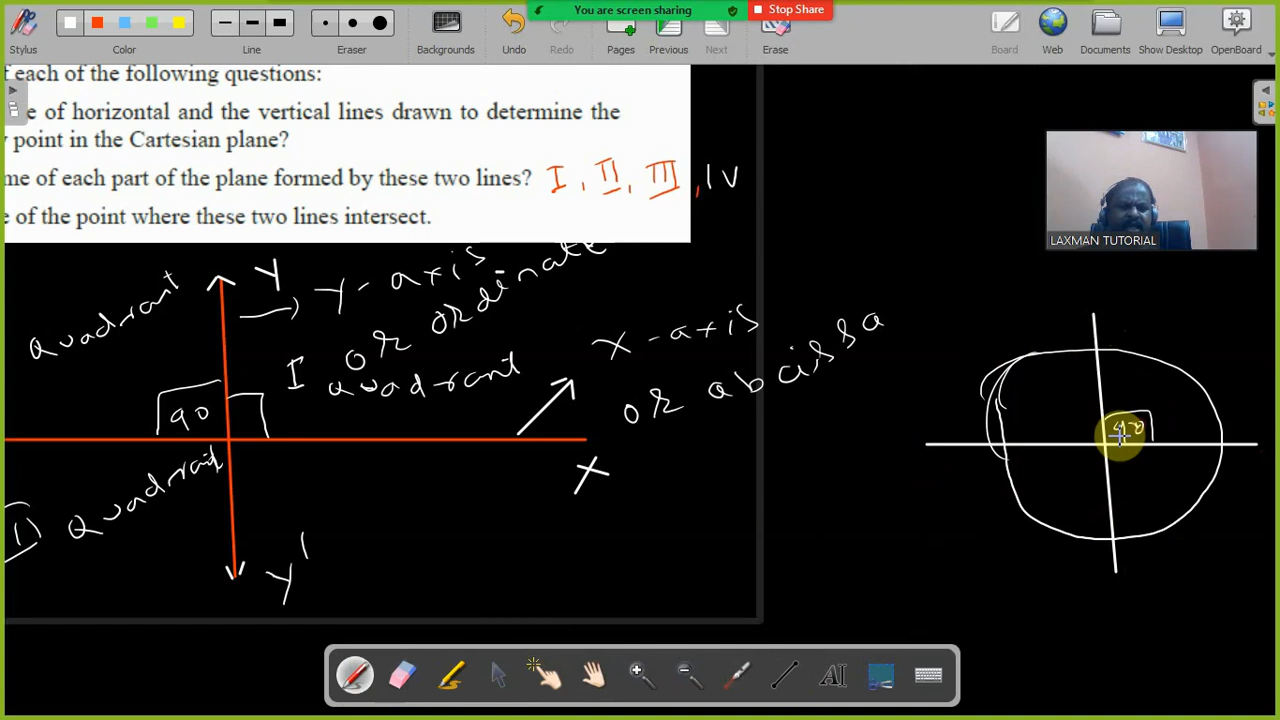 You are screen sharing
Stop Share
Stylus
Color
Line
Eraser
Backgrounds
Undo
Redo
Pages
Previous
Next
Erase
Board
Web
Documents
Show Desktop
OpenBoard
f each of the following questions:
e of horizontal and the vertical lines drawn to determine the
y point in the Cartesian plane?
me of each part of the plane formed by these two lines? I, II, III, IV
e of the point where these two lines intersect.
LAXMAN TUTORIAL
Quadrant
Y
Y-axis
or ordinate
I
quadrant
X-axis
or abcissa
90
90
X
Quadrant
Y'